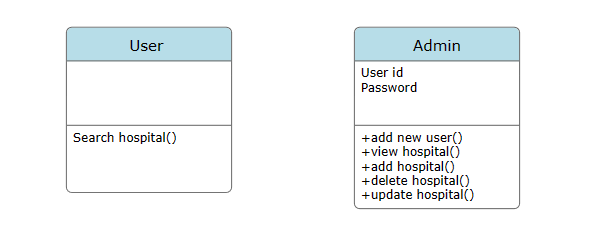 User
Search hospital()
Admin
User id
Password
+add new user()
+view hospital()
+add hospital()
+delete hospital()
+update hospital()